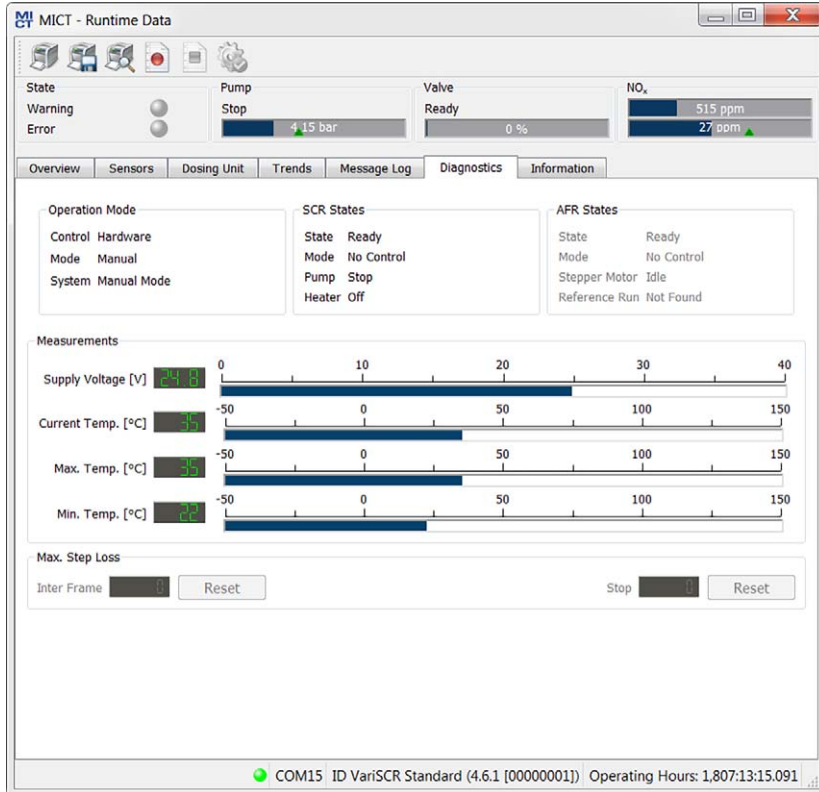 MI CT MICT - Runtime Data
State Pump Valve NOₓ
Warning Stop Ready 515 ppm
Error 4.15 bar 0 % 27 ppm
Overview Sensors Dosing Unit Trends Message Log Diagnostics Information
Operation Mode SCR States AFR States
Control Hardware State Ready State Ready
Mode Manual Mode No Control Mode No Control
System Manual Mode Pump Stop Stepper Motor Idle
Heater Off Reference Run Not Found
Measurements
0 10 20 30 40
Supply Voltage [V] 24 8
-50 0 50 100 150
Current Temp. [°C] 35
-50 0 50 100 150
Max. Temp. [°C] 35
-50 0 50 100 150
Min. Temp. [°C] 22
Max. Step Loss
Inter Frame 0 Reset Stop 0 Reset
COM15 ID VariSCR Standard (4.6.1 [00000001]) Operating Hours: 1,807:13:15.091